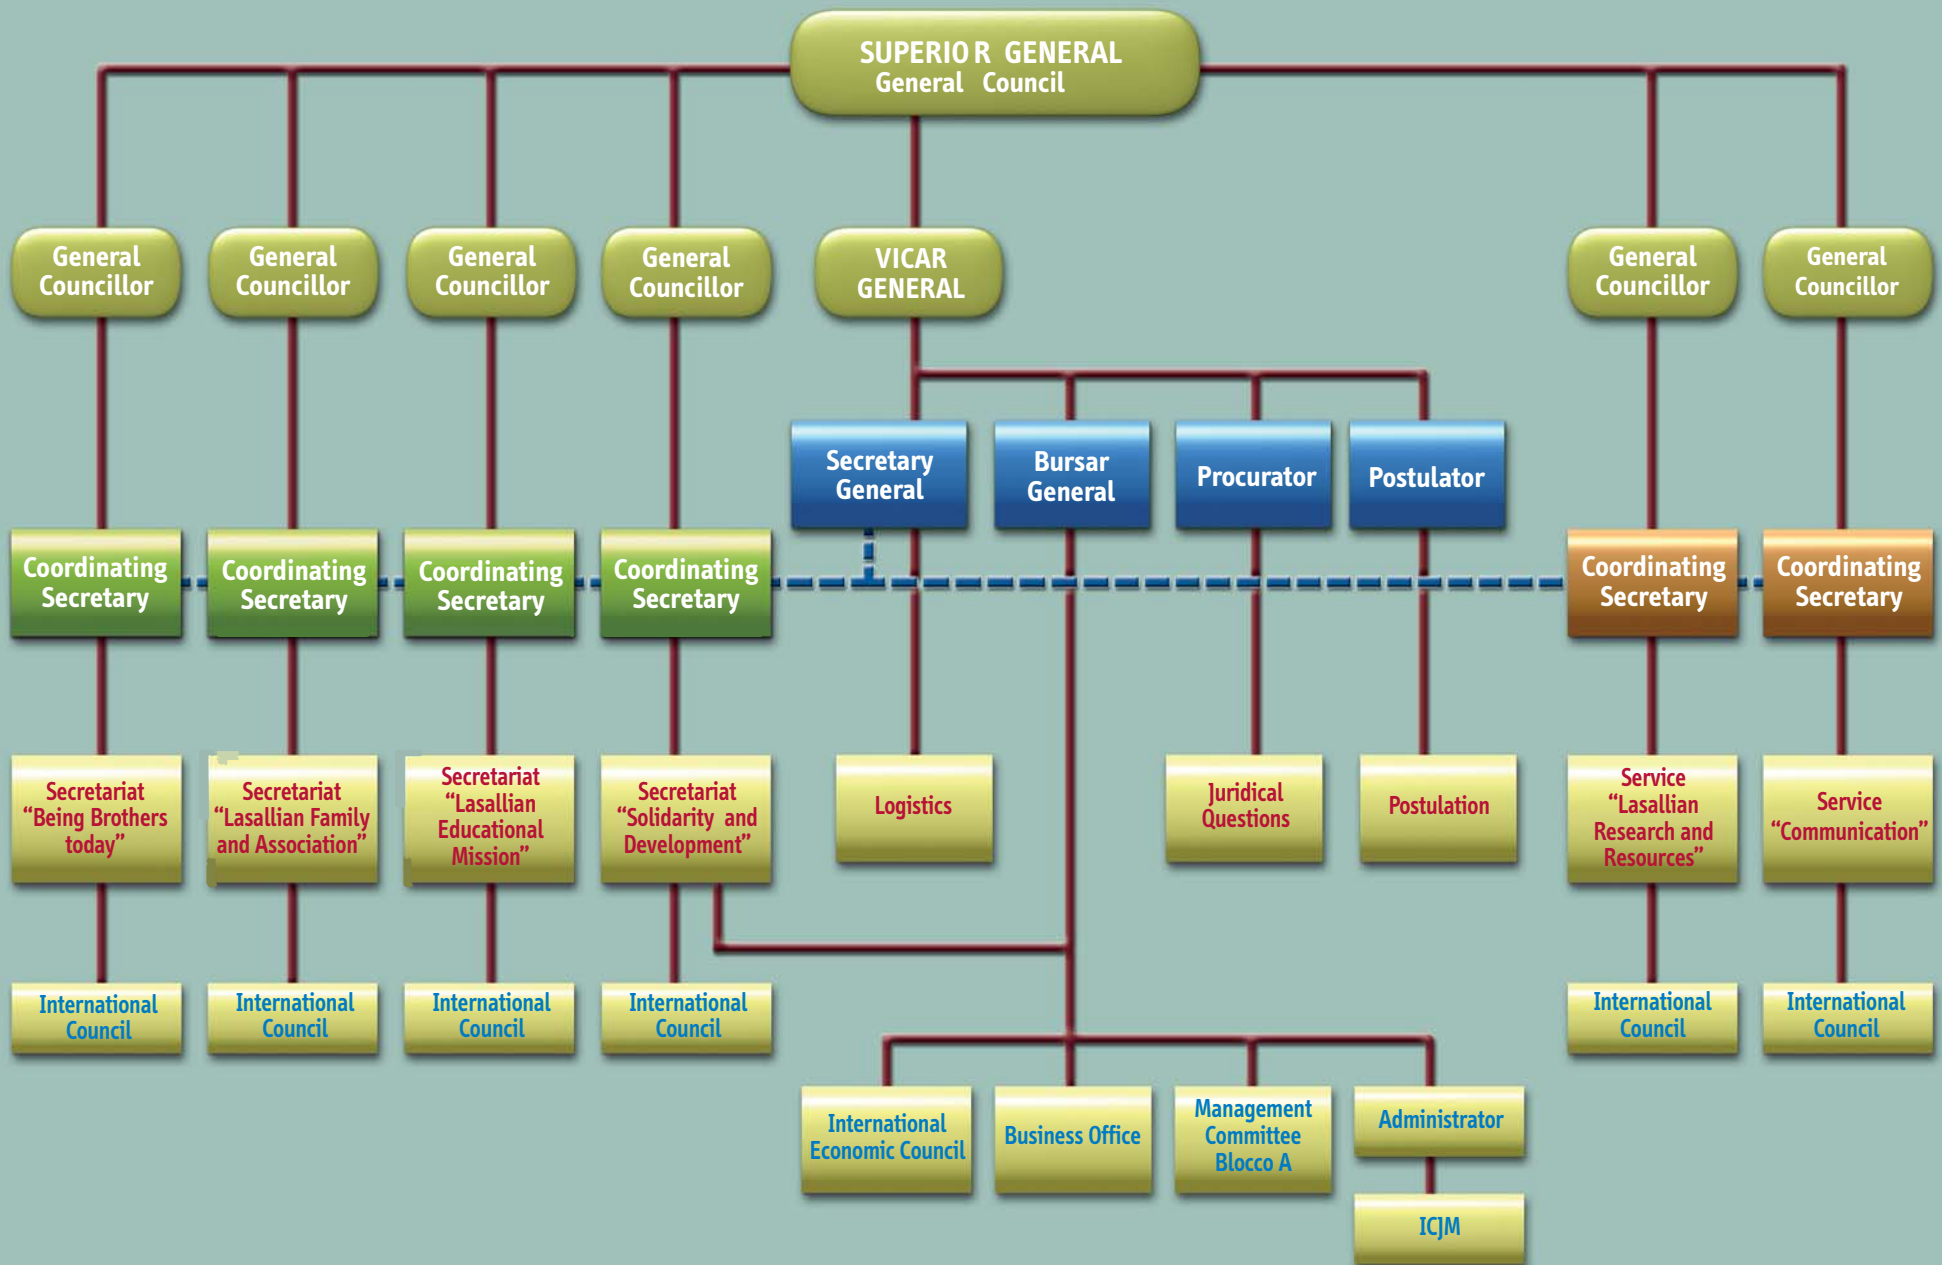 SUPERIOR GENERAL
General Council
General
Councillor
General
Councillor
General
Councillor
General
Councillor
VICAR
GENERAL
General
Councillor
General
Councillor
Secretary
General
Bursar
General
Procurator
Postulator
Coordinating
Secretary
Coordinating
Secretary
Coordinating
Secretary
Coordinating
Secretary
Coordinating
Secretary
Coordinating
Secretary
Secretariat
“Being Brothers
today”
Secretariat
“Lasallian Family
and Association”
Secretariat
“Lasallian
Educational
Mission”
Secretariat
“Solidarity and
Development”
Logistics
Juridical
Questions
Postulation
Service
“Lasallian
Research and
Resources”
Service
“Communication”
International
Council
International
Council
International
Council
International
Council
International
Council
International
Council
International
Economic Council
Business Office
Management
Committee
Blocco A
Administrator
ICJM